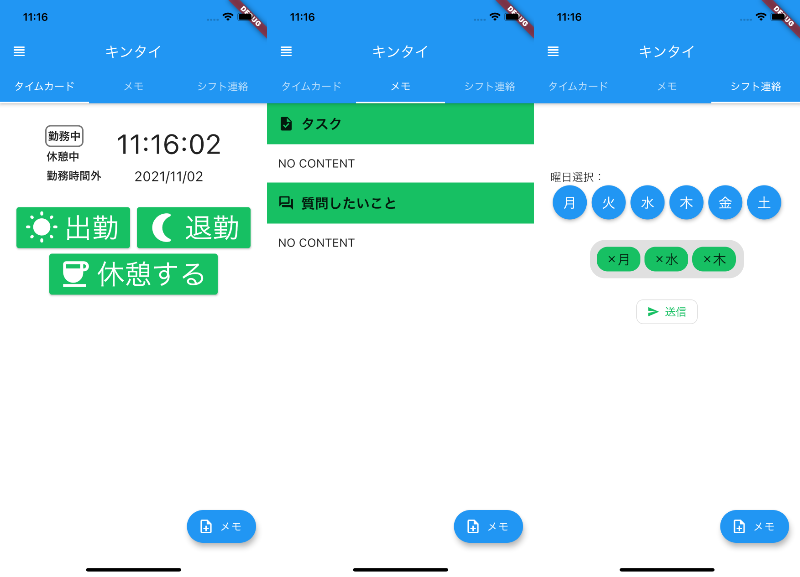 11:16
DEBUG
キンタイ
タイムカード メモ シフト連絡
勤務中
休憩中
勤務時間外
11:16:02
2021/11/02
出勤 退勤
休憩する
メモ
11:16
DEBUG
キンタイ
タイムカード メモ シフト連絡
タスク
NO CONTENT
質問したいこと
NO CONTENT
メモ
11:16
DEBUG
キンタイ
タイムカード メモ シフト連絡
曜日選択：
月 火 水 木 金 土
×月 ×水 ×木
送信
メモ